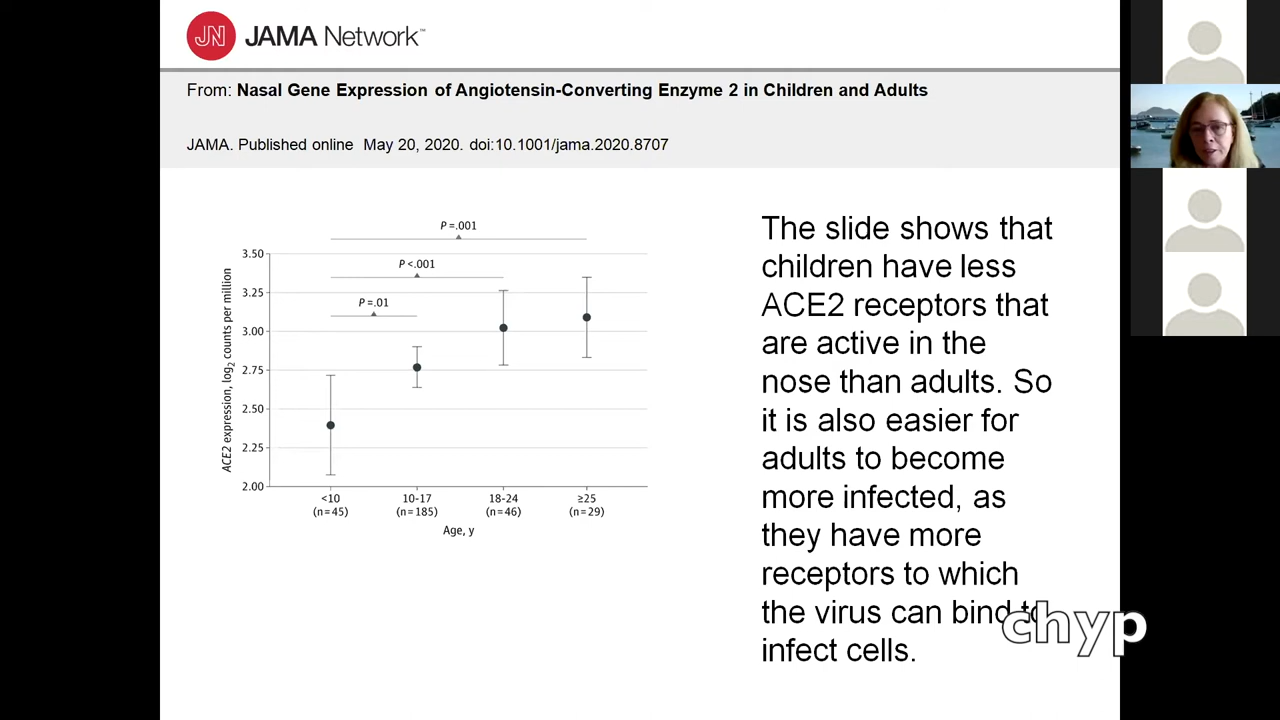 JN JAMA Network™
From: Nasal Gene Expression of Angiotensin-Converting Enzyme 2 in Children and Adults
JAMA. Published online May 20, 2020. doi:10.1001/jama.2020.8707
P =.001
P <.001
P =.01
3.50
3.25
3.00
2.75
2.50
2.25
2.00
ACE2 expression, log2 counts per million
<10 10-17 18-24 ≥25
(n=45) (n=185) (n=46) (n=29)
Age, y
The slide shows that
children have less
ACE2 receptors that
are active in the
nose than adults. So
it is also easier for
adults to become
more infected, as
they have more
receptors to which
the virus can bind to
infect cells.
chyp